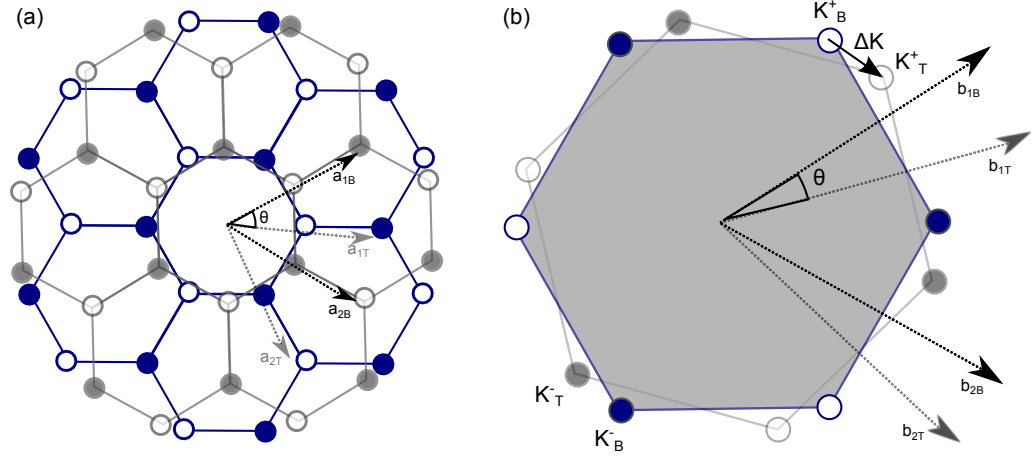 (a)
a1B
θ
a1T
a2B
a2T
(b)
K+B
ΔK
K+T
b1B
b1T
θ
b2B
b2T
K-T
K-B